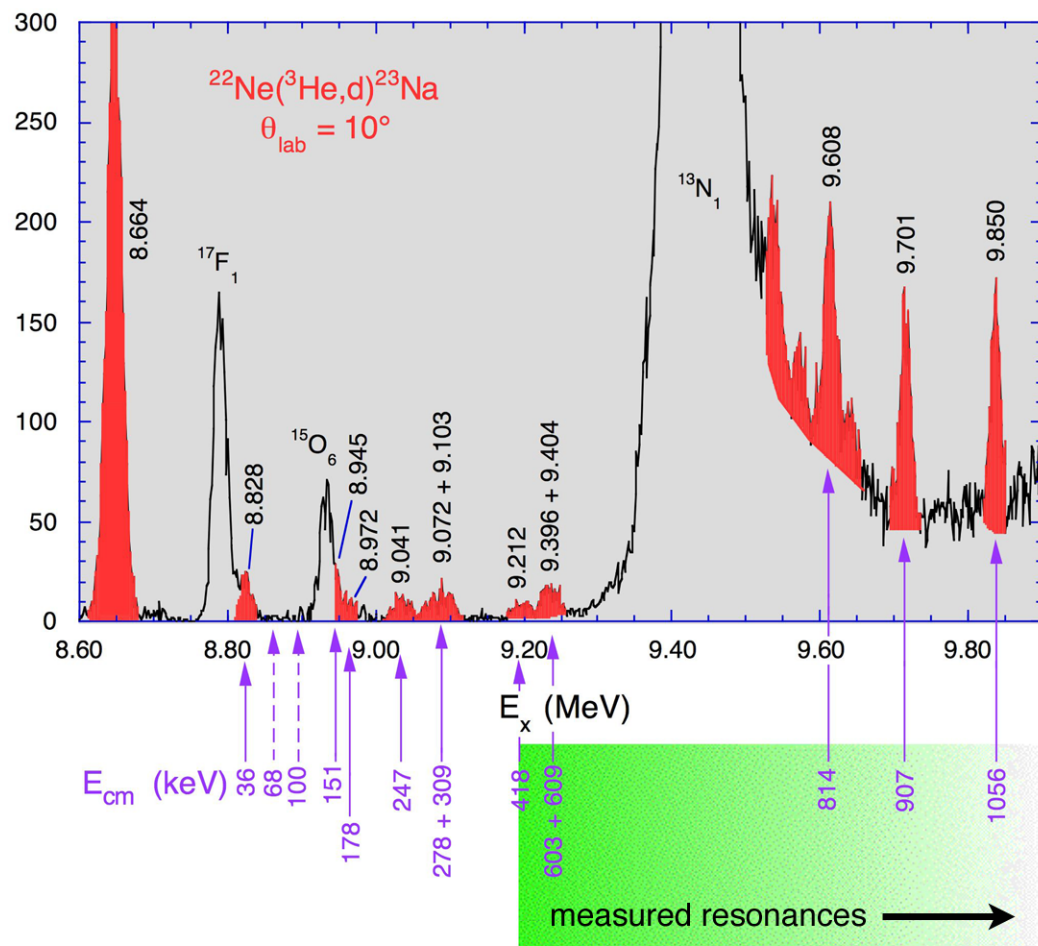 300
250
200
150
100
50
0
²²Ne(³He,d)²³Na
θlab = 10°
8.664
¹⁷F₁
8.828
¹⁵O₆
8.945
8.972
9.041
9.072 + 9.103
9.212
9.396 + 9.404
¹³N₁
9.608
9.701
9.850
8.60
8.80
9.00
9.20
9.40
9.60
9.80
Ex (MeV)
Ecm (keV)
36
68
100
151
178
247
278 + 309
418
603 + 609
814
907
1056
measured resonances